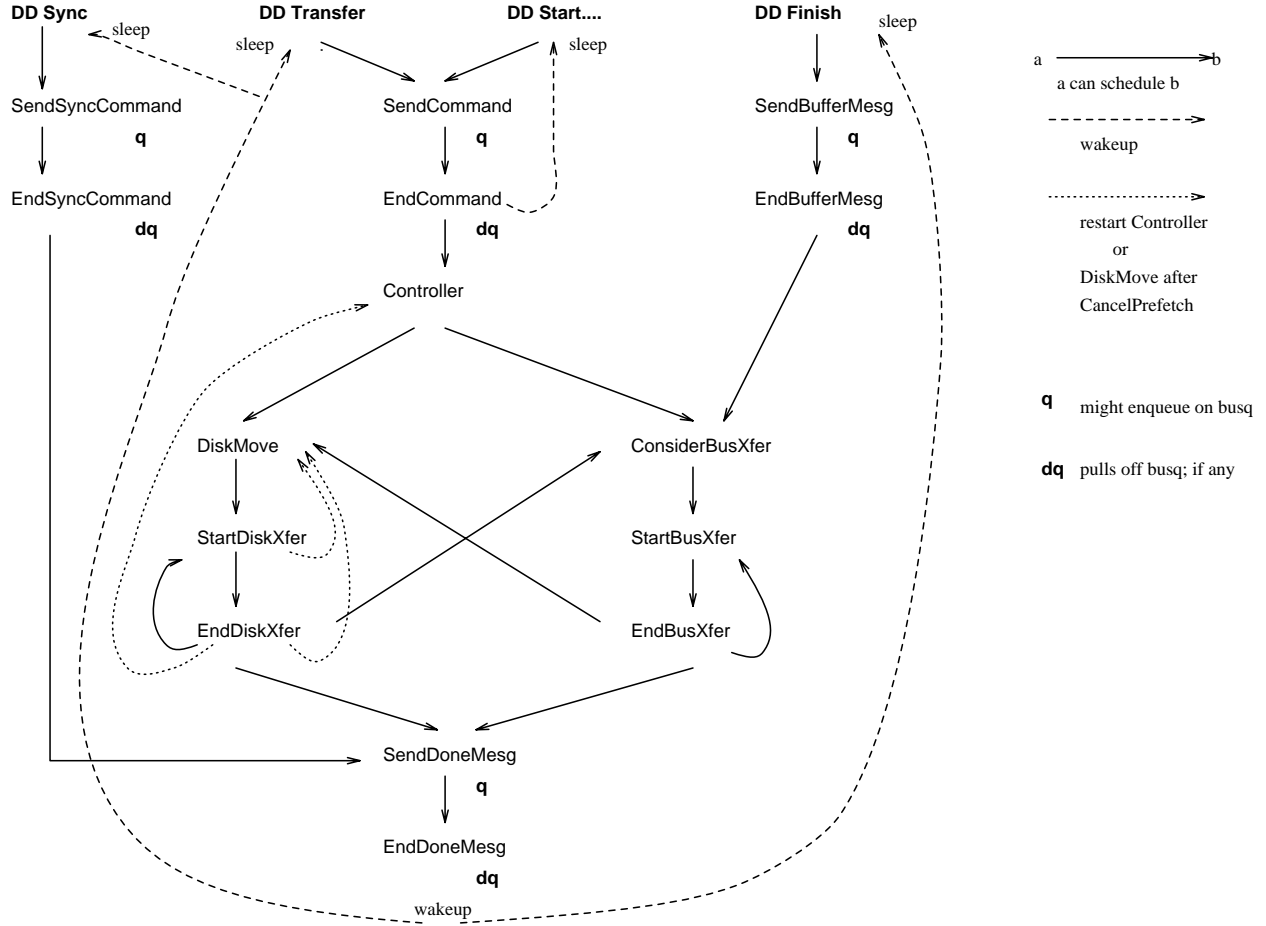 DD Sync
DD Transfer
DD Start....
DD Finish
sleep
sleep
sleep
sleep
a
b
a can schedule b
SendSyncCommand
q
SendCommand
q
SendBufferMesg
q
wakeup
EndSyncCommand
dq
EndCommand
dq
EndBufferMesg
dq
restart Controller
or
DiskMove after
CancelPrefetch
Controller
q
might enqueue on busq
DiskMove
ConsiderBusXfer
dq
pulls off busq; if any
StartDiskXfer
StartBusXfer
EndDiskXfer
EndBusXfer
SendDoneMesg
q
EndDoneMesg
dq
wakeup